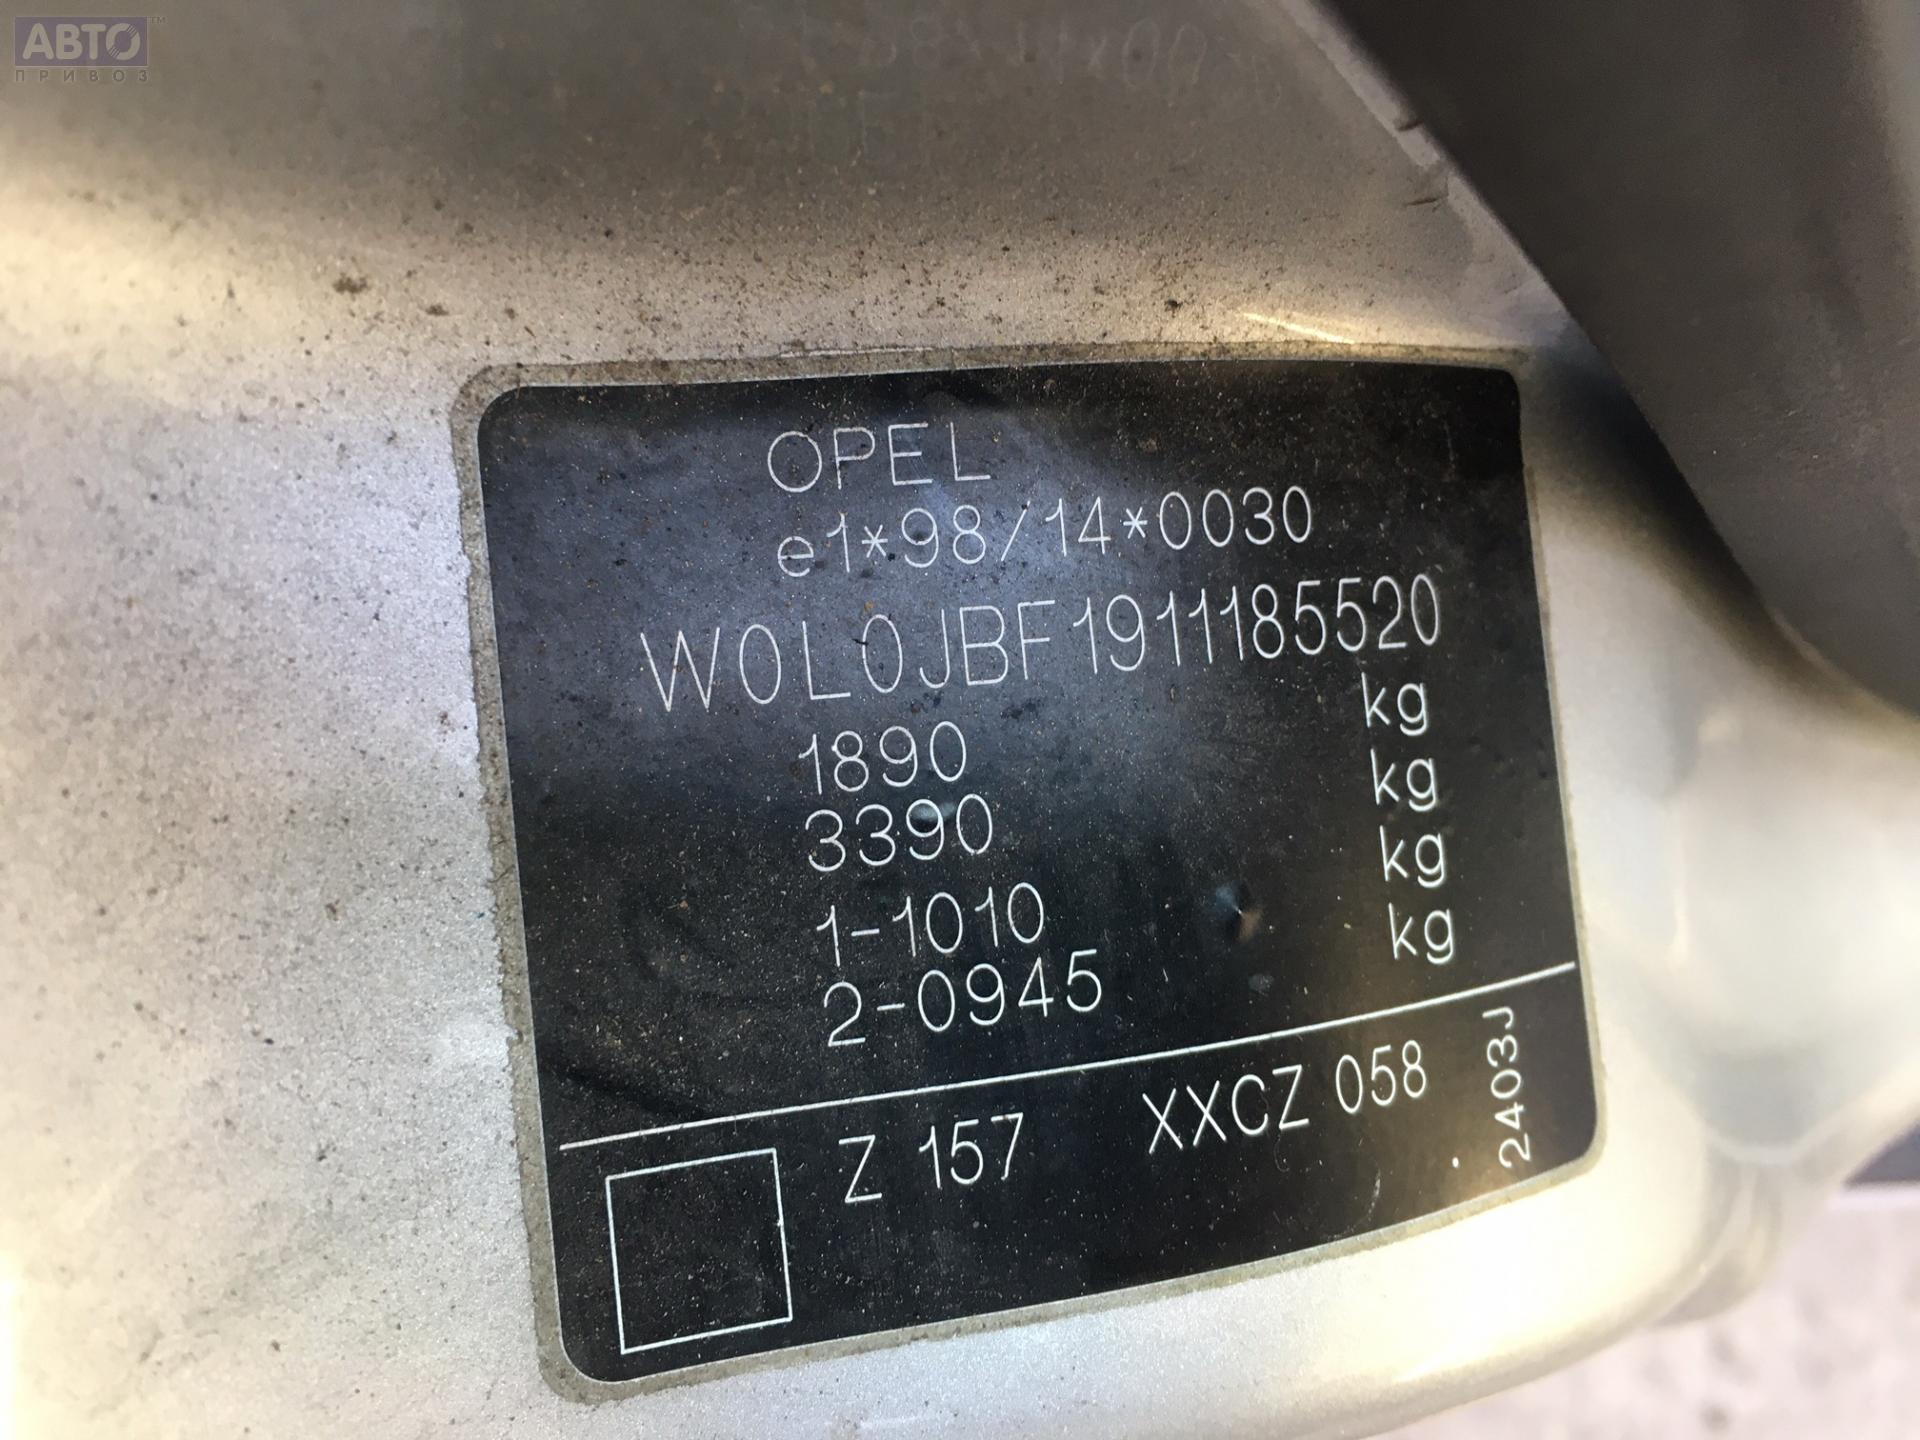 АВТО™
ПРИВОЗ
OPEL
e1*98/14*0030
W0L0JBF1911185520
1890 kg
3390 kg
1-1010 kg
2-0945 kg
Z 157 XXCZ 058
2403J